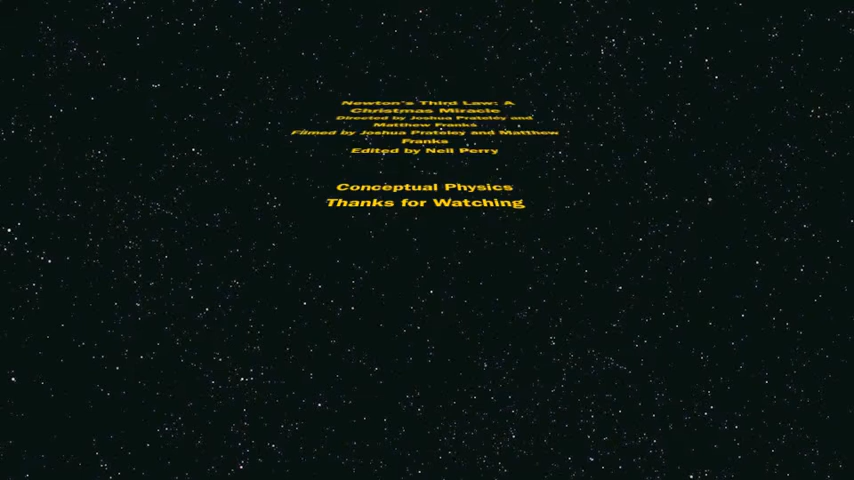 Newton's Third Law: A
Christmas Miracle
Directed by Joshua Prateley and
Matthew Franks
Filmed by Joshua Prateley and Matthew
Franks
Edited by Neil Perry
Conceptual Physics
Thanks for Watching